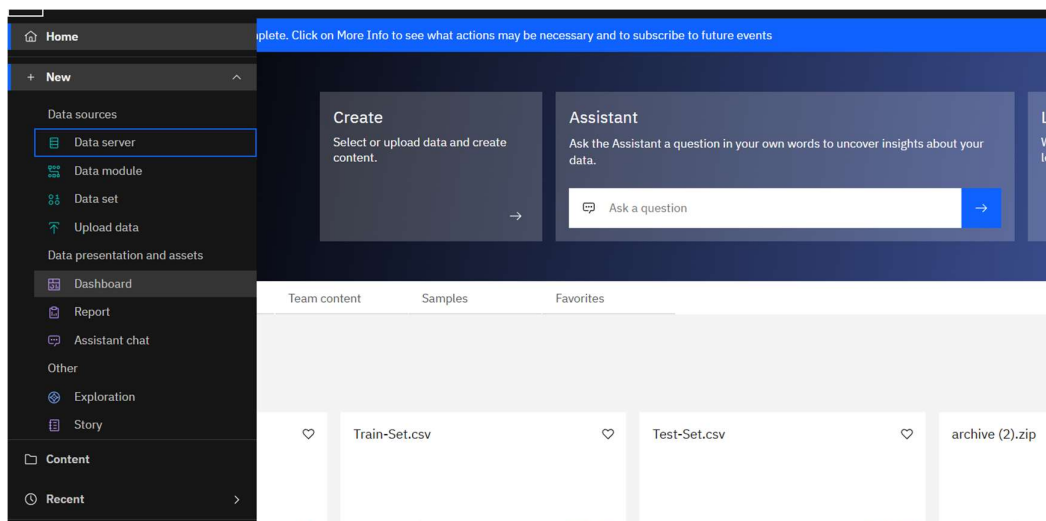 Home
plete. Click on More Info to see what actions may be necessary and to subscribe to future events
+ New
Data sources
Data server
Data module
Data set
Upload data
Data presentation and assets
Dashboard
Report
Assistant chat
Other
Exploration
Story
Content
Recent
Create
Select or upload data and create
content.
Assistant
Ask the Assistant a question in your own words to uncover insights about your
data.
Ask a question
Team content
Samples
Favorites
Train-Set.csv
Test-Set.csv
archive (2).zip